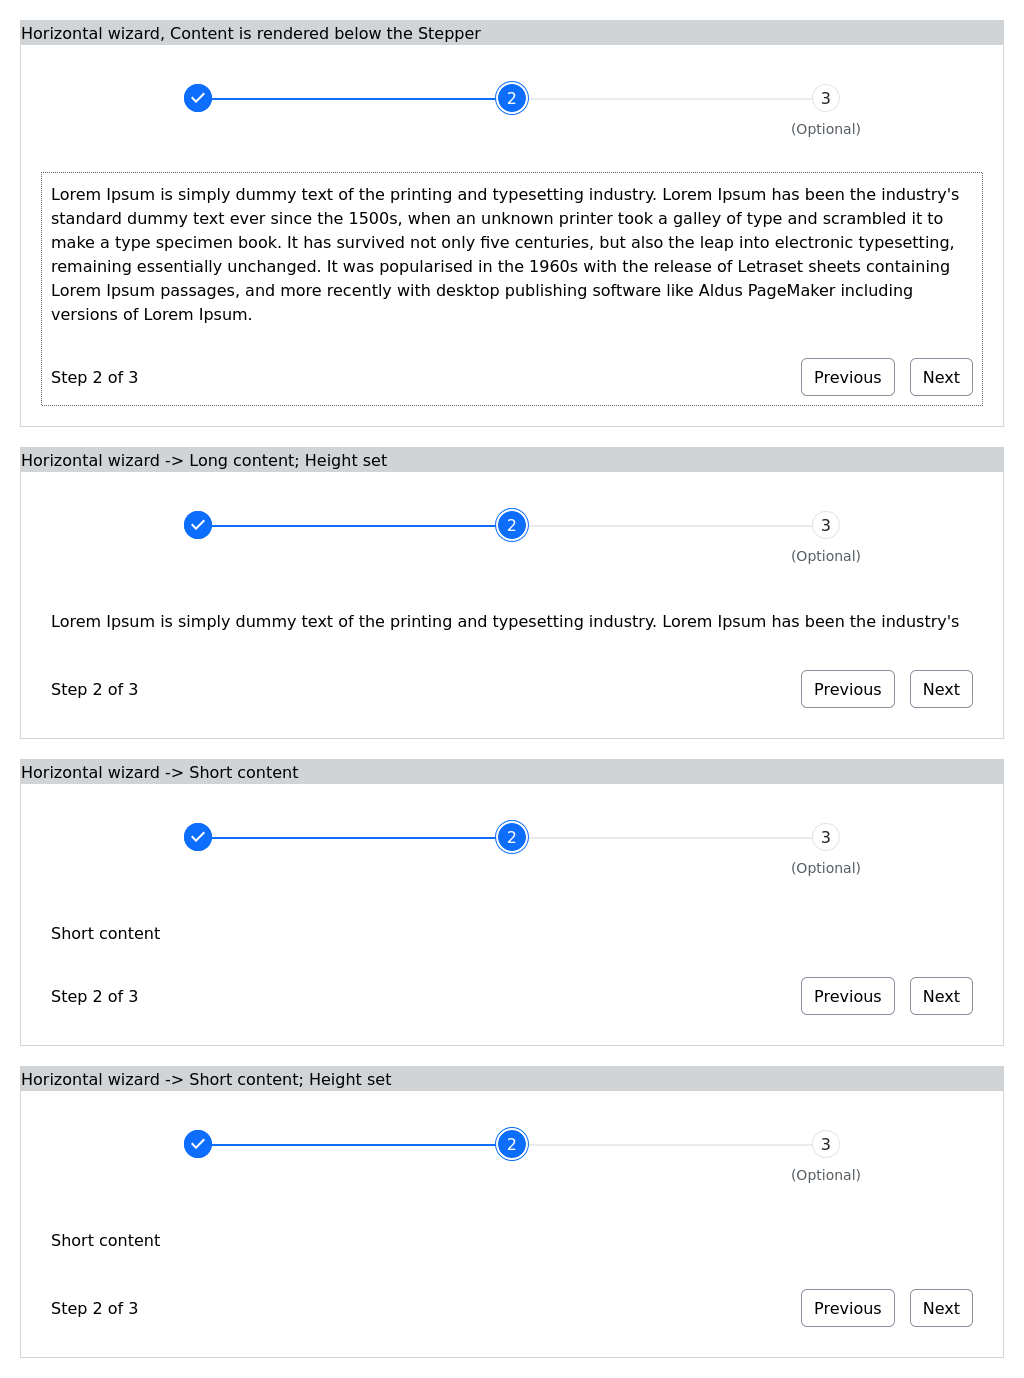 Horizontal wizard, Content is rendered below the Stepper
2
3
(Optional)
Lorem Ipsum is simply dummy text of the printing and typesetting industry. Lorem Ipsum has been the industry's
standard dummy text ever since the 1500s, when an unknown printer took a galley of type and scrambled it to
make a type specimen book. It has survived not only five centuries, but also the leap into electronic typesetting,
remaining essentially unchanged. It was popularised in the 1960s with the release of Letraset sheets containing
Lorem Ipsum passages, and more recently with desktop publishing software like Aldus PageMaker including
versions of Lorem Ipsum.
Step 2 of 3
Previous
Next
Horizontal wizard -> Long content; Height set
2
3
(Optional)
Lorem Ipsum is simply dummy text of the printing and typesetting industry. Lorem Ipsum has been the industry's
Step 2 of 3
Previous
Next
Horizontal wizard -> Short content
2
3
(Optional)
Short content
Step 2 of 3
Previous
Next
Horizontal wizard -> Short content; Height set
2
3
(Optional)
Short content
Step 2 of 3
Previous
Next